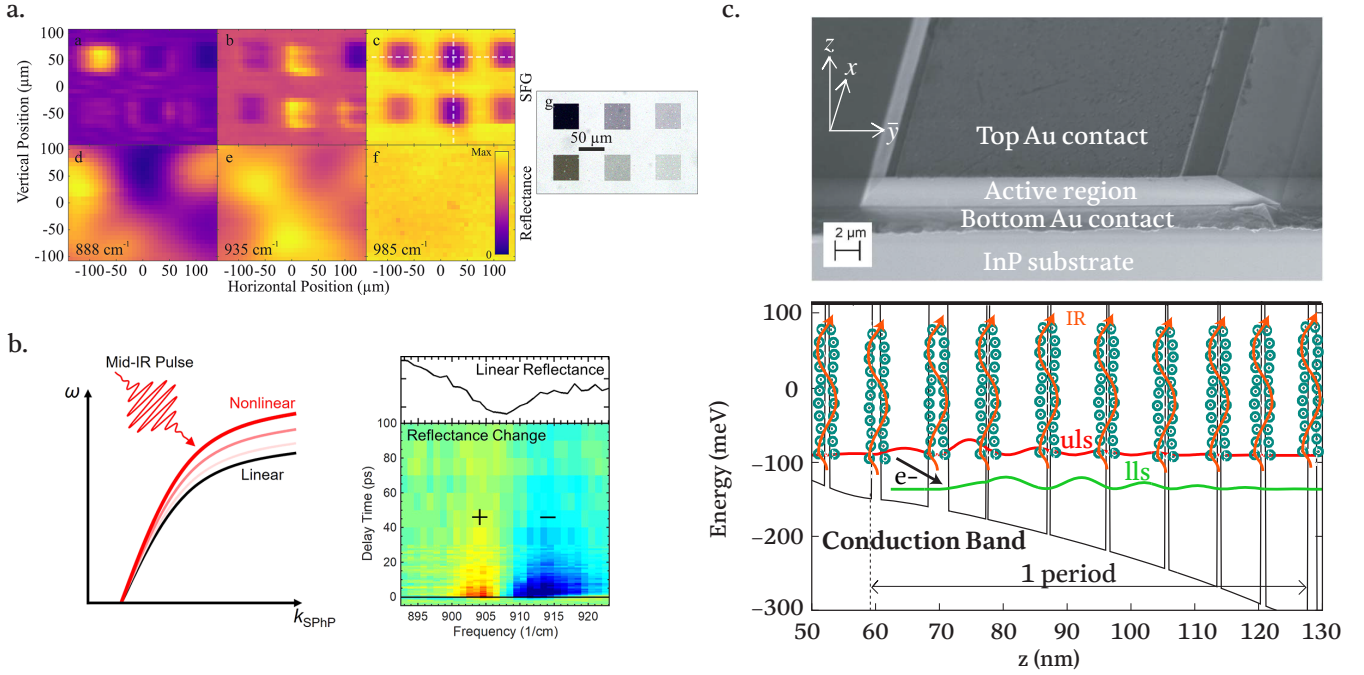 a.
100
50
0
-50
-100
100
50
0
-50
-100
Vertical Position (µm)
a
b
c
SFG
d
e
f
Max
0
Reflectance
888 cm-1
935 cm-1
985 cm-1
-100
-50
0
50
100
-100
-50
0
50
100
-100
-50
0
50
100
Horizontal Position (µm)
g
50 µm
b.
Mid-IR Pulse
ω
Nonlinear
Linear
kSPhP
Linear Reflectance
Reflectance Change
+
−
100
80
60
40
20
0
Delay Time (ps)
895
900
905
910
915
920
Frequency (1/cm)
c.
z
x
y̅
Top Au contact
Active region
Bottom Au contact
2 µm
InP substrate
100
0
−100
−200
−300
Energy (meV)
IR
uls
e-
lls
Conduction Band
1 period
50
60
70
80
90
100
110
120
130
z (nm)